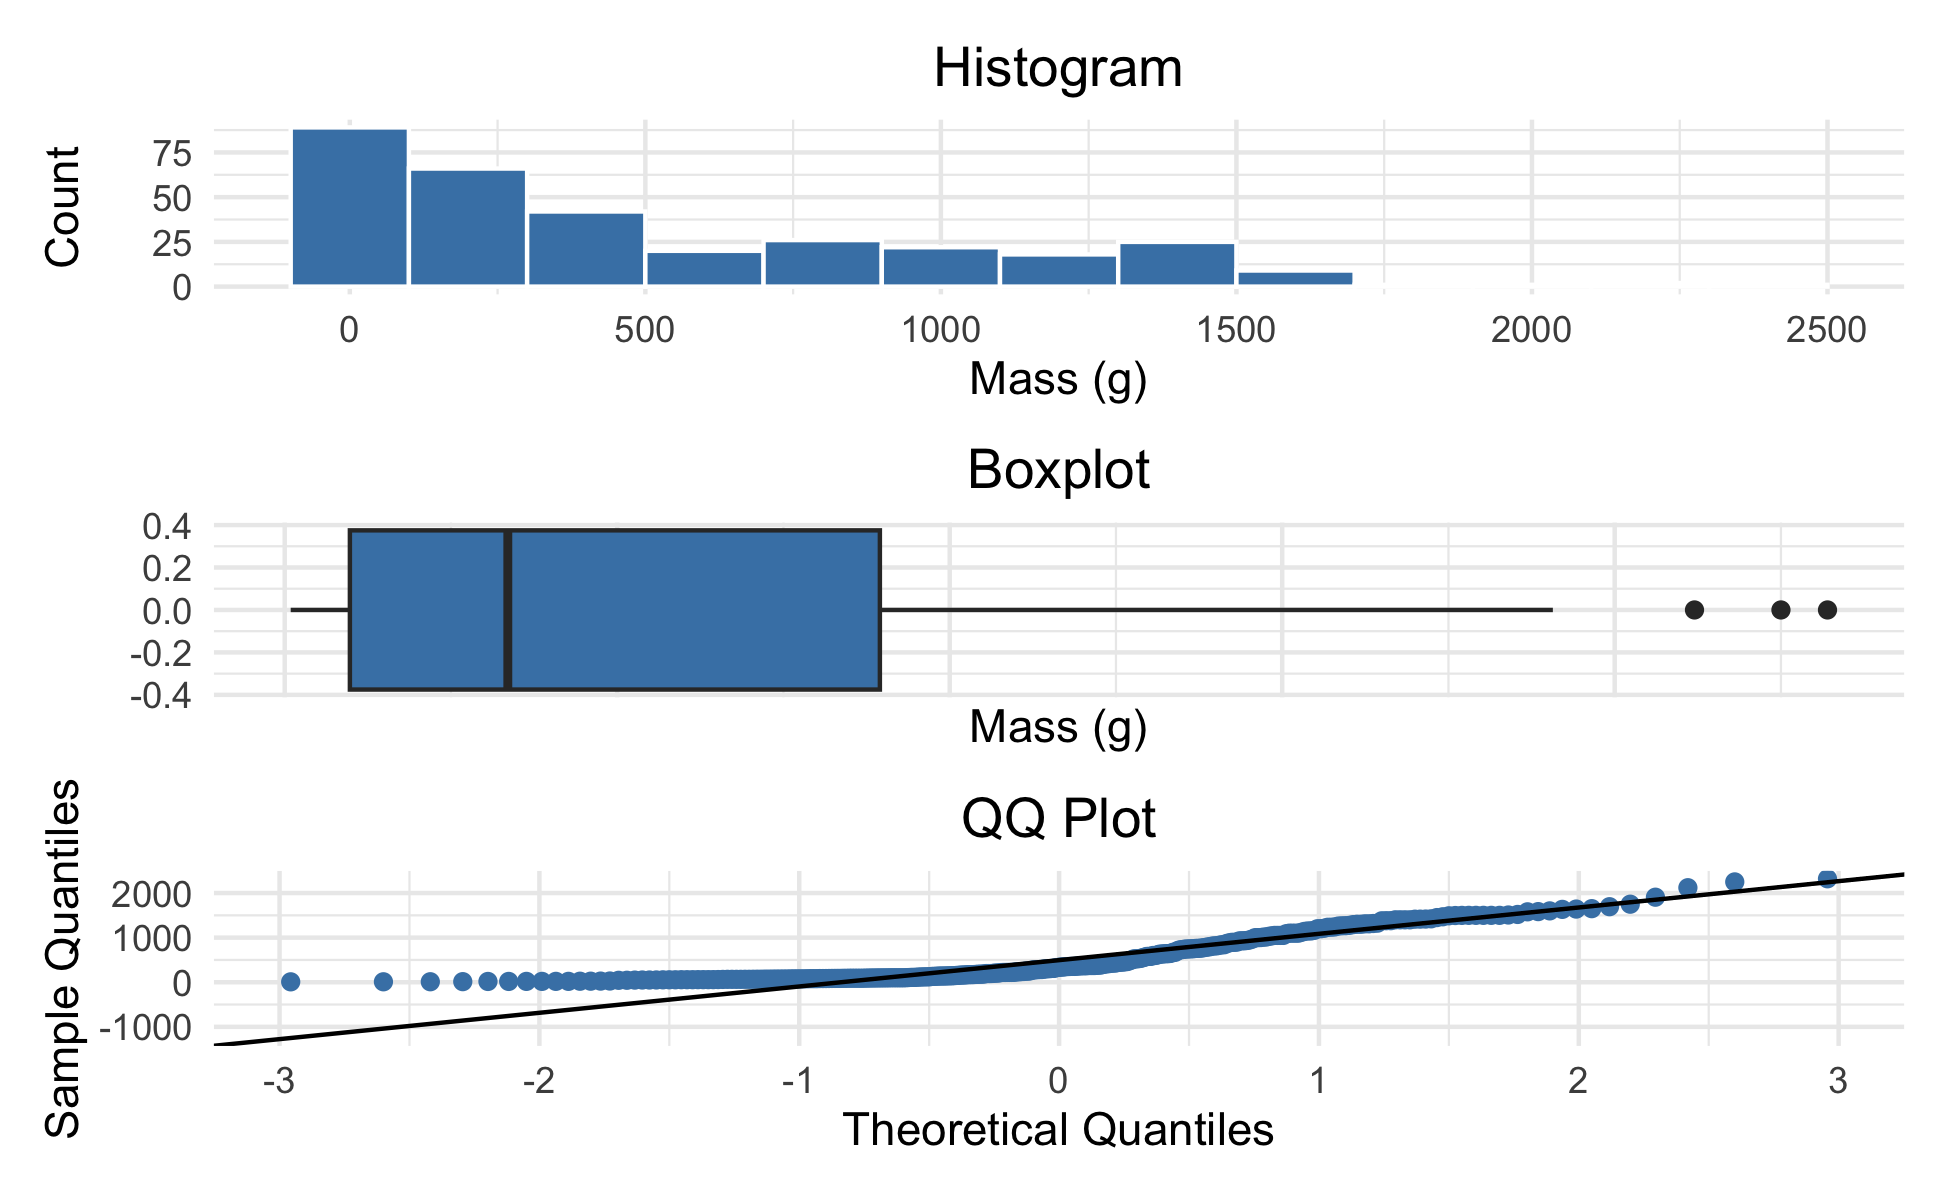 Histogram
Count
75
50
25
0
0 500 1000 1500 2000 2500
Mass (g)
Boxplot
0.4
0.2
0.0
-0.2
-0.4
Mass (g)
QQ Plot
Sample Quantiles
2000
1000
0
-1000
-3 -2 -1 0 1 2 3
Theoretical Quantiles